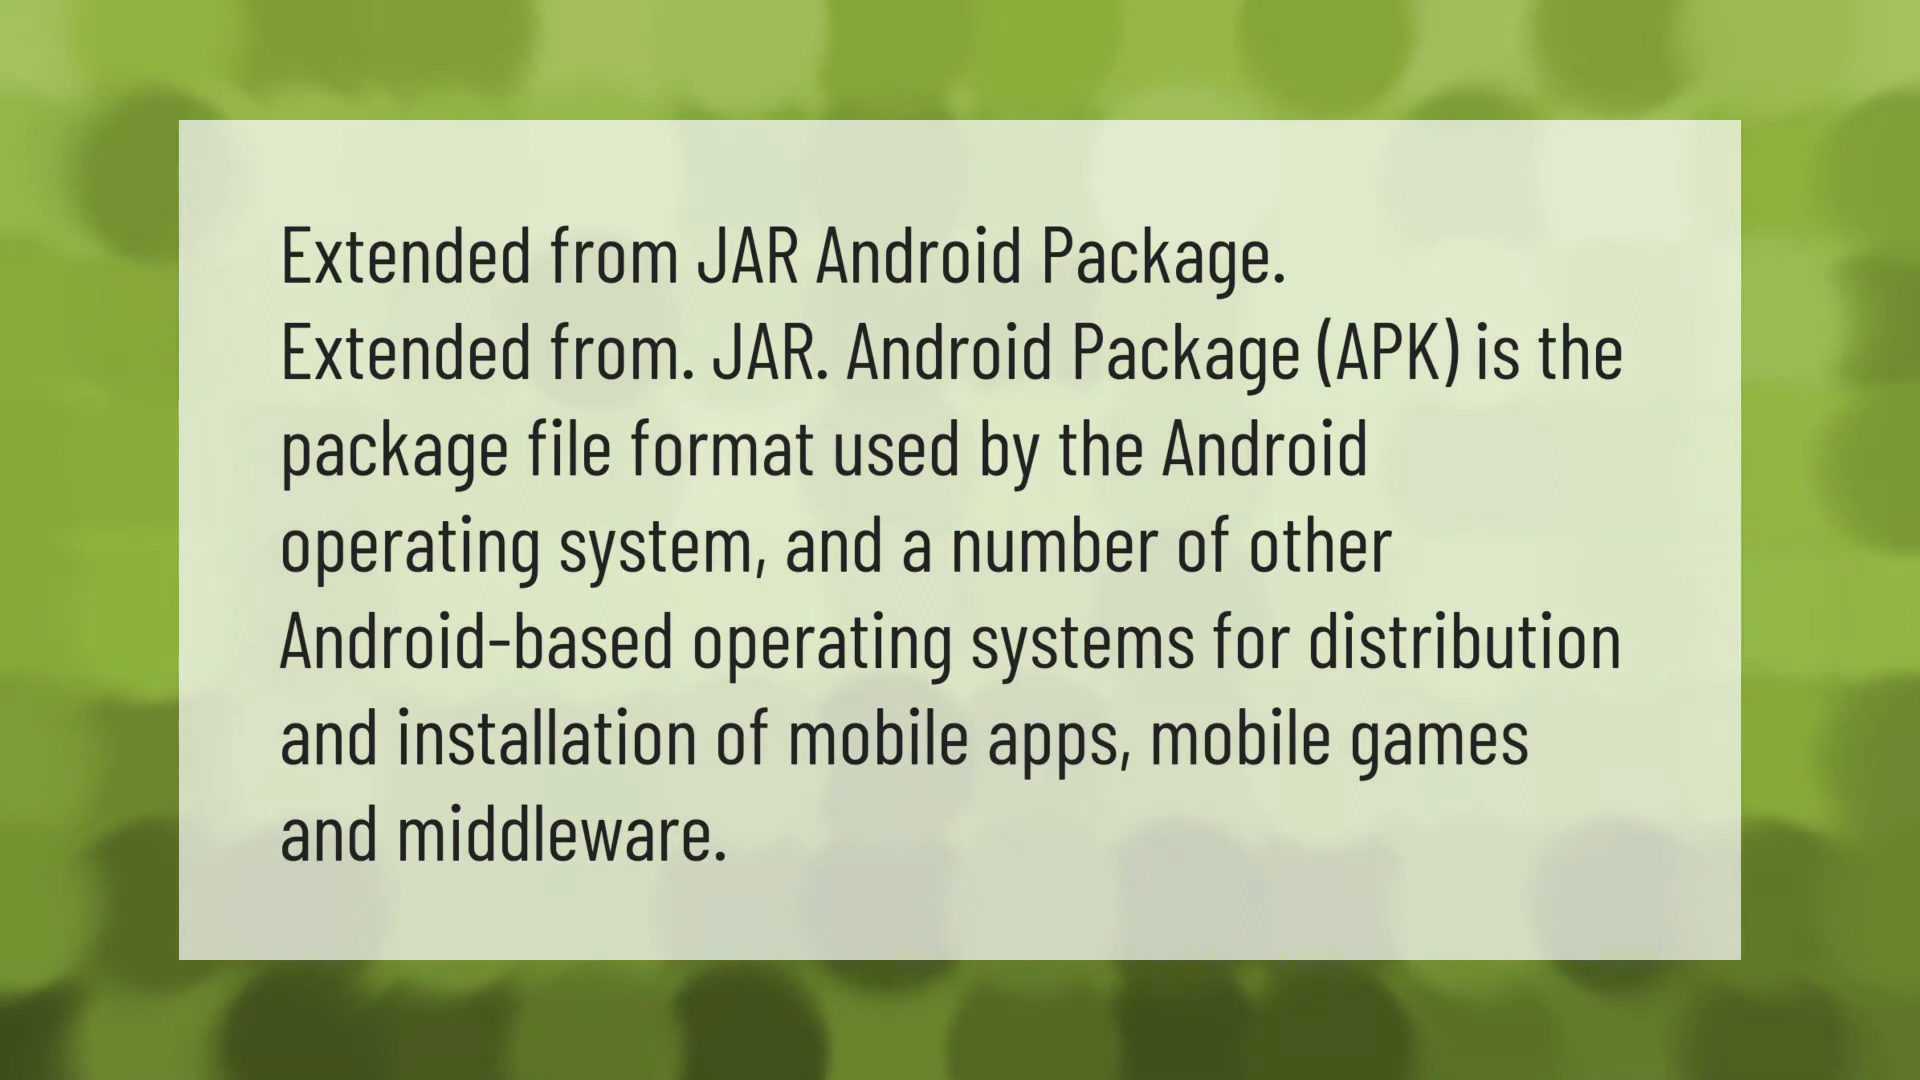 Extended from JAR Android Package.
Extended from. JAR. Android Package (APK) is the
package file format used by the Android
operating system, and a number of other
Android-based operating systems for distribution
and installation of mobile apps, mobile games
and middleware.